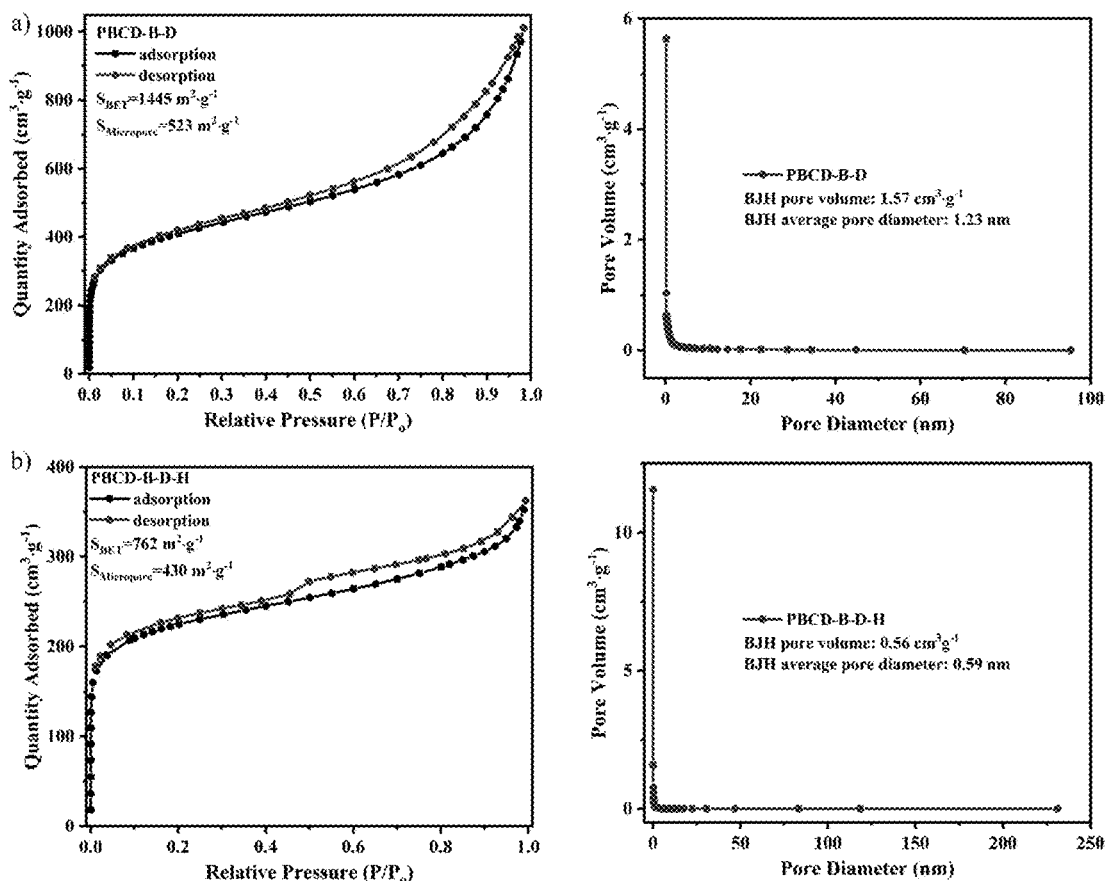 a)
PBCD-B-D
adsorption
desorption
S_BET=1445 m²·g⁻¹
S_Micropore=523 m²·g⁻¹
Quantity Adsorbed (cm³·g⁻¹)
1000
800
600
400
200
0
0.0 0.1 0.2 0.3 0.4 0.5 0.6 0.7 0.8 0.9 1.0
Relative Pressure (P/P₀)
PBCD-B-D
BJH pore volume: 1.57 cm³·g⁻¹
BJH average pore diameter: 1.23 nm
Pore Volume (cm³·g⁻¹)
6
4
2
0
0 20 40 60 80 100
Pore Diameter (nm)
b)
PBCD-B-D-H
adsorption
desorption
S_BET=762 m²·g⁻¹
S_Micropore=430 m²·g⁻¹
Quantity Adsorbed (cm³·g⁻¹)
400
300
200
100
0
0.0 0.2 0.4 0.6 0.8 1.0
Relative Pressure (P/P₀)
PBCD-B-D-H
BJH pore volume: 0.56 cm³g⁻¹
BJH average pore diameter: 0.59 nm
Pore Volume (cm³·g⁻¹)
10
5
0
0 50 100 150 200 250
Pore Diameter (nm)